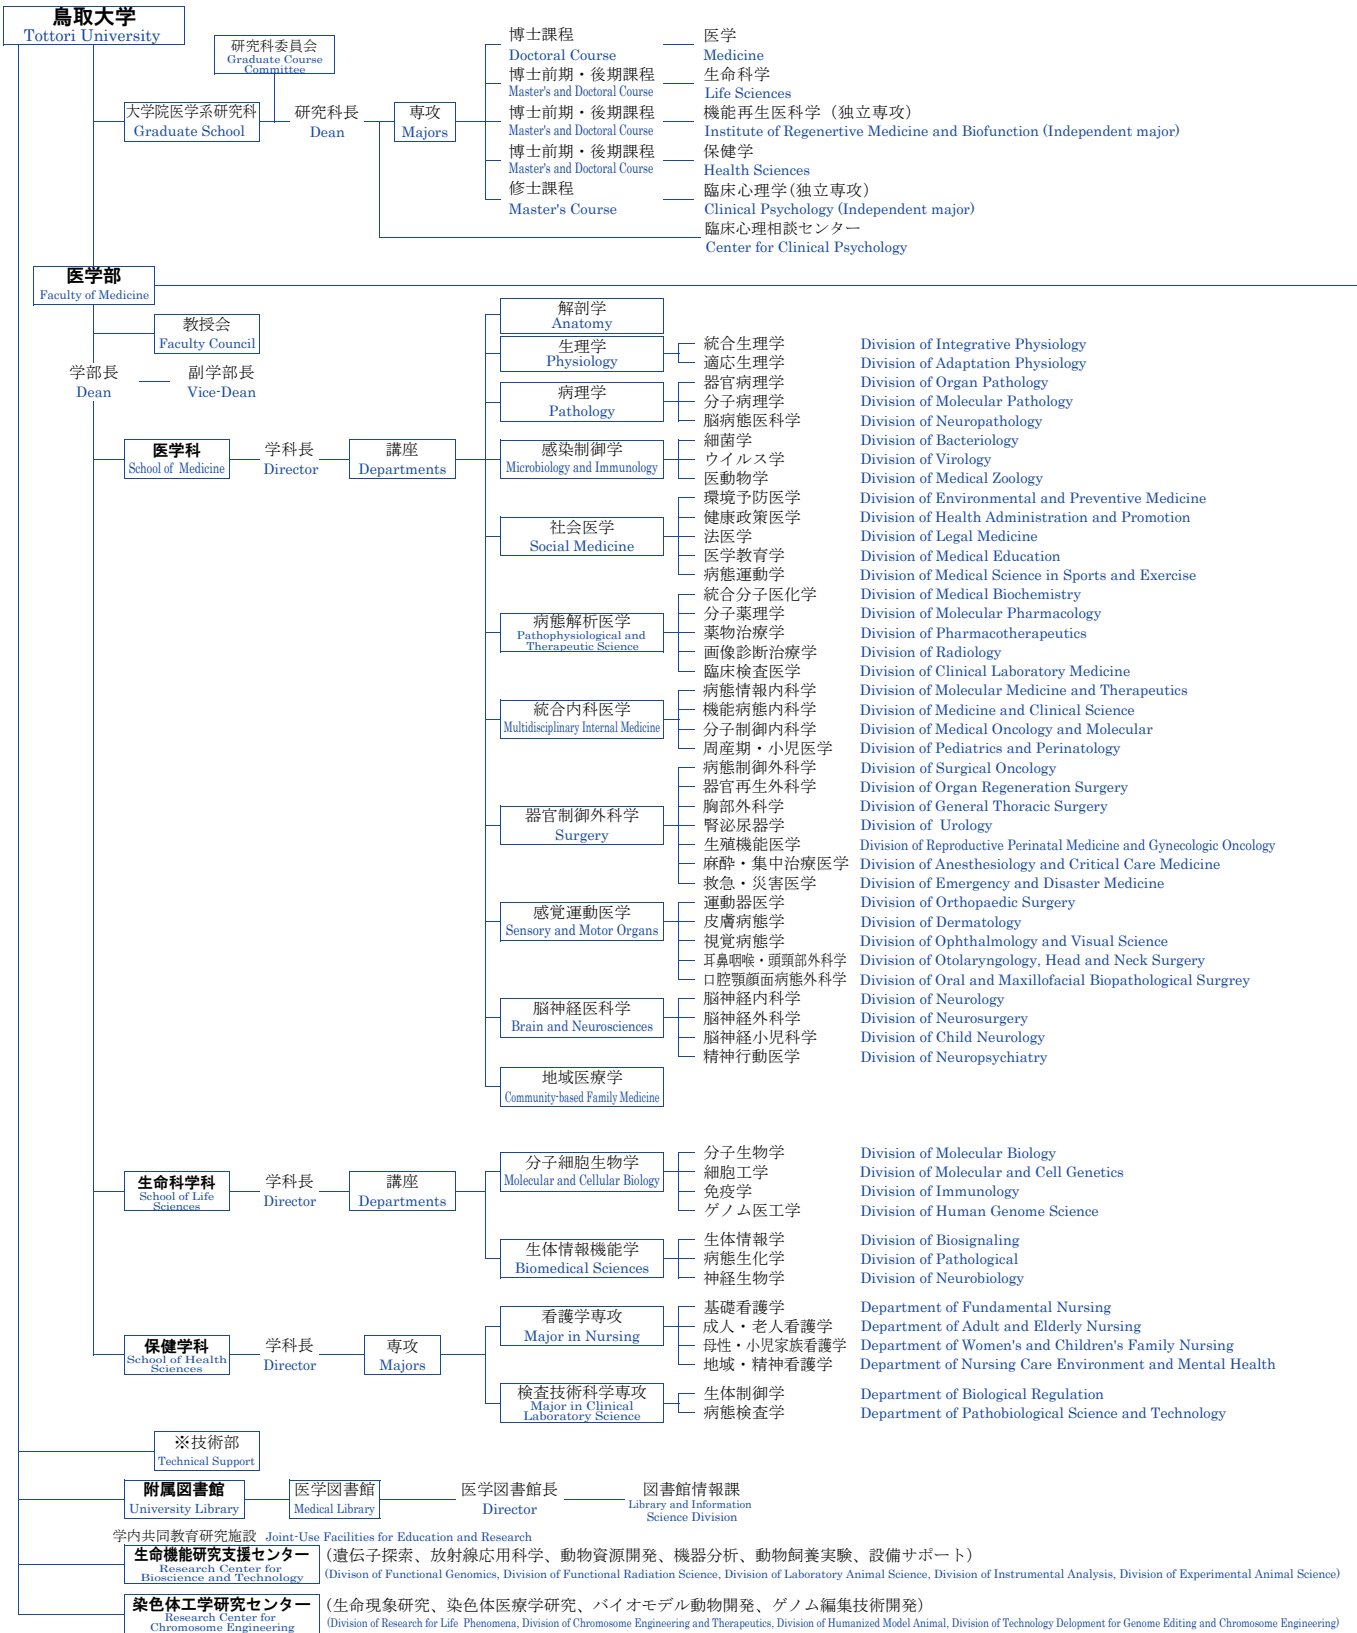 鳥取大学
Tottori University
研究科委員会
Graduate Course
Committee
大学院医学系研究科
Graduate School
研究科長
Dean
専攻
Majors
博士課程
Doctoral Course
医学
Medicine
博士前期・後期課程
Master's and Doctoral Course
生命科学
Life Sciences
博士前期・後期課程
Master's and Doctoral Course
機能再生医科学（独立専攻）
Institute of Regenertive Medicine and Biofunction (Independent major)
博士前期・後期課程
Master's and Doctoral Course
保健学
Health Sciences
修士課程
Master's Course
臨床心理学(独立専攻）
Clinical Psychology (Independent major)
臨床心理相談センター
Center for Clinical Psychology
医学部
Faculty of Medicine
教授会
Faculty Council
学部長
Dean
副学部長
Vice-Dean
医学科
School of Medicine
学科長
Director
講座
Departments
解剖学
Anatomy
生理学
Physiology
統合生理学 Division of Integrative Physiology
適応生理学 Division of Adaptation Physiology
病理学
Pathology
器官病理学 Division of Organ Pathology
分子病理学 Division of Molecular Pathology
脳病態医科学 Division of Neuropathology
感染制御学
Microbiology and Immunology
細菌学 Division of Bacteriology
ウイルス学 Division of Virology
医動物学 Division of Medical Zoology
社会医学
Social Medicine
環境予防医学 Division of Environmental and Preventive Medicine
健康政策医学 Division of Health Administration and Promotion
法医学 Division of Legal Medicine
医学教育学 Division of Medical Education
病態運動学 Division of Medical Science in Sports and Exercise
病態解析医学
Pathophysiological and
Therapeutic Science
統合分子医化学 Division of Medical Biochemistry
分子薬理学 Division of Molecular Pharmacology
薬物治療学 Division of Pharmacotherapeutics
画像診断治療学 Division of Radiology
臨床検査医学 Division of Clinical Laboratory Medicine
統合内科医学
Multidisciplinary Internal Medicine
病態情報内科学 Division of Molecular Medicine and Therapeutics
機能病態内科学 Division of Medicine and Clinical Science
分子制御内科学 Division of Medical Oncology and Molecular
周産期・小児医学 Division of Pediatrics and Perinatology
器官制御外科学
Surgery
病態制御外科学 Division of Surgical Oncology
器官再生外科学 Division of Organ Regeneration Surgery
胸部外科学 Division of General Thoracic Surgery
腎泌尿器学 Division of Urology
生殖機能医学 Division of Reproductive Perinatal Medicine and Gynecologic Oncology
麻酔・集中治療医学 Division of Anesthesiology and Critical Care Medicine
救急・災害医学 Division of Emergency and Disaster Medicine
感覚運動医学
Sensory and Motor Organs
運動器医学 Division of Orthopaedic Surgery
皮膚病態学 Division of Dermatology
視覚病態学 Division of Ophthalmology and Visual Science
耳鼻咽喉・頭頸部外科学 Division of Otolaryngology, Head and Neck Surgery
口腔顎顔面病態外科学 Division of Oral and Maxillofacial Biopathological Surgrey
脳神経医科学
Brain and Neurosciences
脳神経内科学 Division of Neurology
脳神経外科学 Division of Neurosurgery
脳神経小児科学 Division of Child Neurology
精神行動医学 Division of Neuropsychiatry
地域医療学
Community-based Family Medicine
生命科学科
School of Life
Sciences
学科長
Director
講座
Departments
分子細胞生物学
Molecular and Cellular Biology
分子生物学 Division of Molecular Biology
細胞工学 Division of Molecular and Cell Genetics
免疫学 Division of Immunology
ゲノム医工学 Division of Human Genome Science
生体情報機能学
Biomedical Sciences
生体情報学 Division of Biosignaling
病態生化学 Division of Pathological
神経生物学 Division of Neurobiology
保健学科
School of Health
Sciences
学科長
Director
専攻
Majors
看護学専攻
Major in Nursing
基礎看護学 Department of Fundamental Nursing
成人・老人看護学 Department of Adult and Elderly Nursing
母性・小児家族看護学 Department of Women's and Children's Family Nursing
地域・精神看護学 Department of Nursing Care Environment and Mental Health
検査技術科学専攻
Major in Clinical
Laboratory Science
生体制御学 Department of Biological Regulation
病態検査学 Department of Pathobiological Science and Technology
※技術部
Technical Support
附属図書館
University Library
医学図書館
Medical Library
医学図書館長
Director
図書館情報課
Library and Information
Science Division
学内共同教育研究施設 Joint-Use Facilities for Education and Research
生命機能研究支援センター
Research Center for
Bioscience and Technology
(遺伝子探索、放射線応用科学、動物資源開発、機器分析、動物飼養実験、設備サポート)
(Divison of Functional Genomics, Division of Functional Radiation Science, Division of Laboratory Animal Science, Division of Instrumental Analysis, Division of Experimental Animal Science)
染色体工学研究センター
Research Center for
Chromosome Engineering
(生命現象研究、染色体医療学研究、バイオモデル動物開発、ゲノム編集技術開発)
(Division of Research for Life Phenomena, Division of Chromosome Engineering and Therapeutics, Division of Humanized Model Animal, Division of Technology Delopment for Genome Editing and Chromosome Engineering)